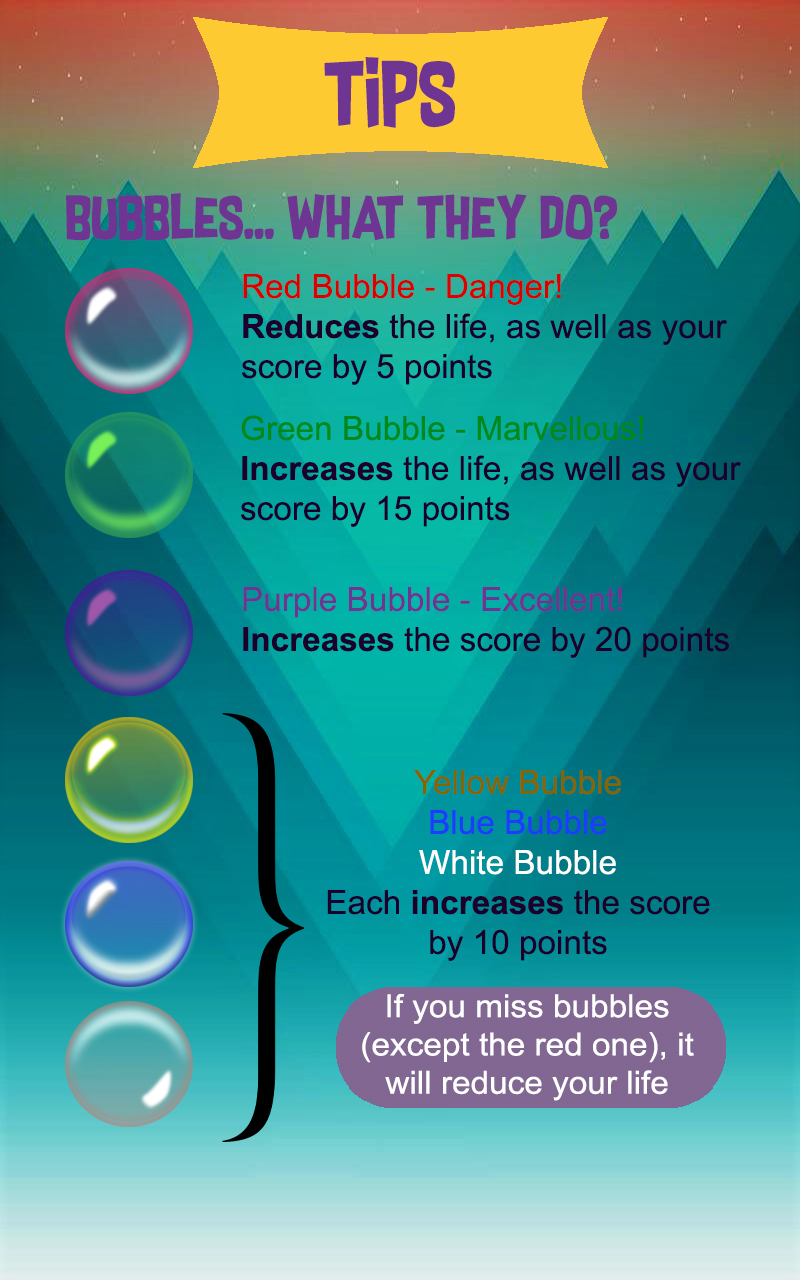 TiPS
BUBBLES... WHAT THEY DO?
Red Bubble - Danger!
Reduces the life, as well as your
score by 5 points
Green Bubble - Marvellous!
Increases the life, as well as your
score by 15 points
Purple Bubble - Excellent!
Increases the score by 20 points
Yellow Bubble
Blue Bubble
White Bubble
Each increases the score
by 10 points
If you miss bubbles
(except the red one), it
will reduce your life